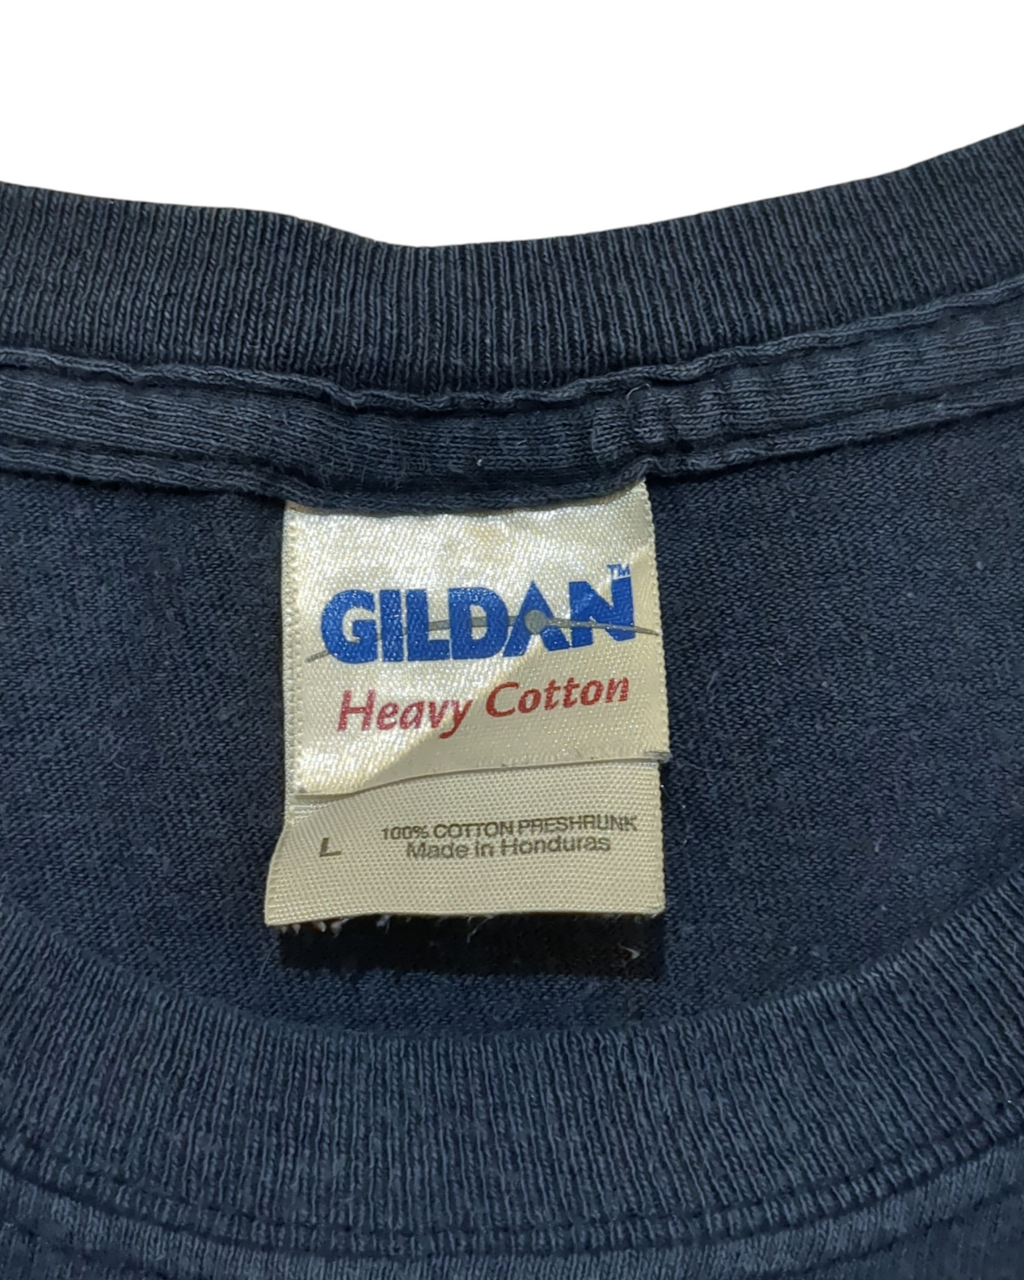 GILDAN™
Heavy Cotton
L 100% COTTON PRESHRUNK
Made in Honduras